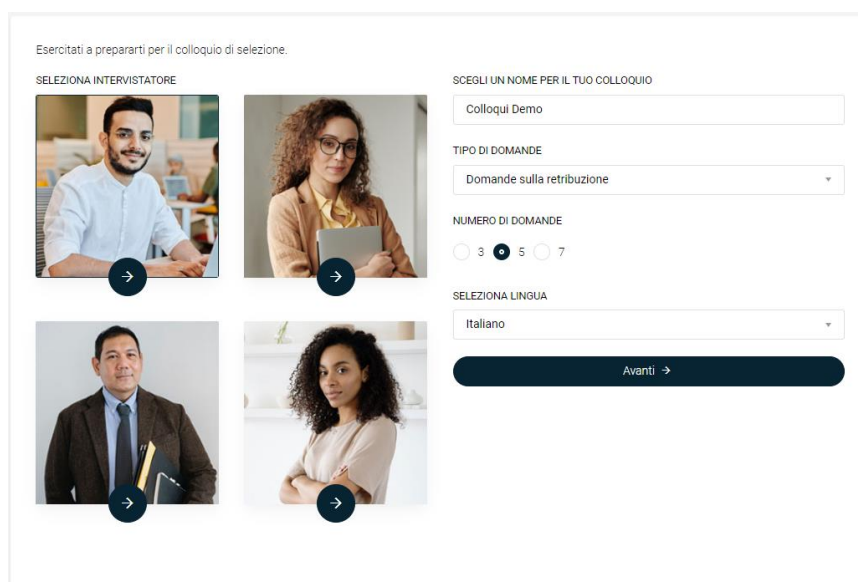 Esercitati a prepararti per il colloquio di selezione.
SELEZIONA INTERVISTATORE
SCEGLI UN NOME PER IL TUO COLLOQUIO
Colloqui Demo
TIPO DI DOMANDE
Domande sulla retribuzione
NUMERO DI DOMANDE
3 5 7
SELEZIONA LINGUA
Italiano
Avanti →